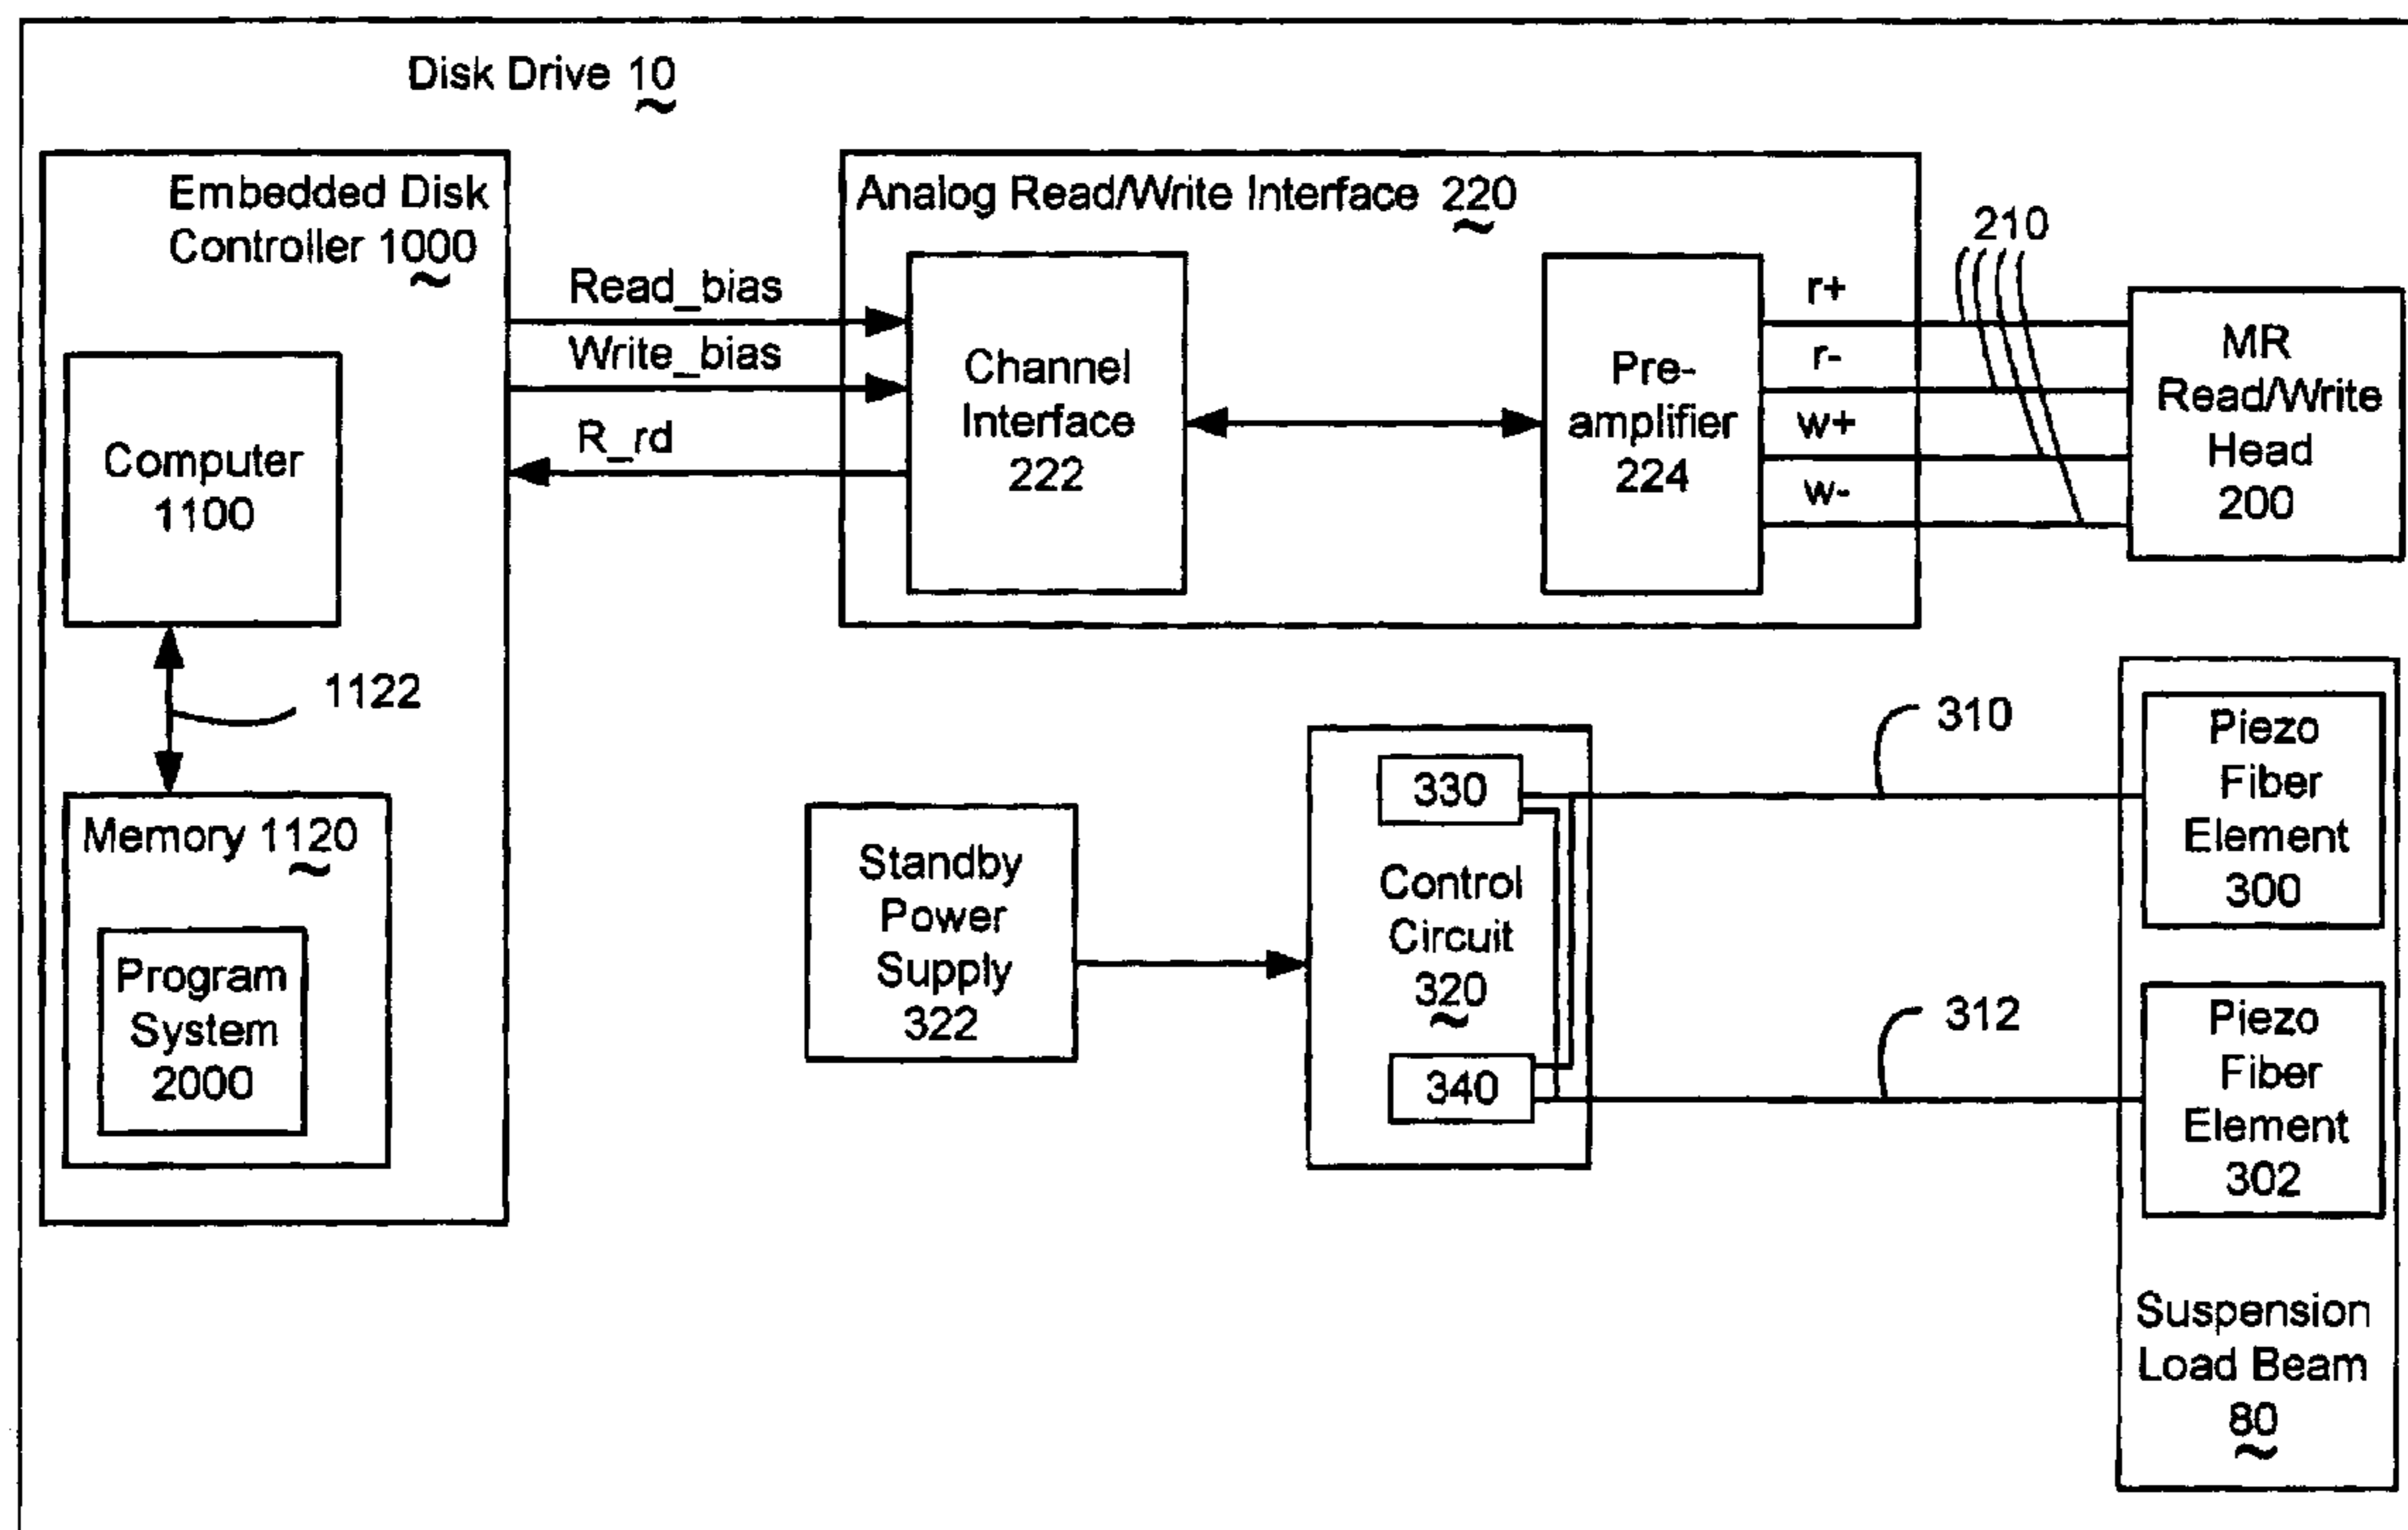 Disk Drive 10
Embedded Disk
Controller 1000
Computer
1100
1122
Memory 1120
Program
System
2000
Read_bias
Write_bias
R_rd
Analog Read/Write Interface 220
Channel
Interface
222
Pre-
amplifier
224
r+
r-
w+
w-
210
MR
Read/Write
Head
200
Standby
Power
Supply
322
330
Control
Circuit
320
340
310
312
Piezo
Fiber
Element
300
Piezo
Fiber
Element
302
Suspension
Load Beam
80